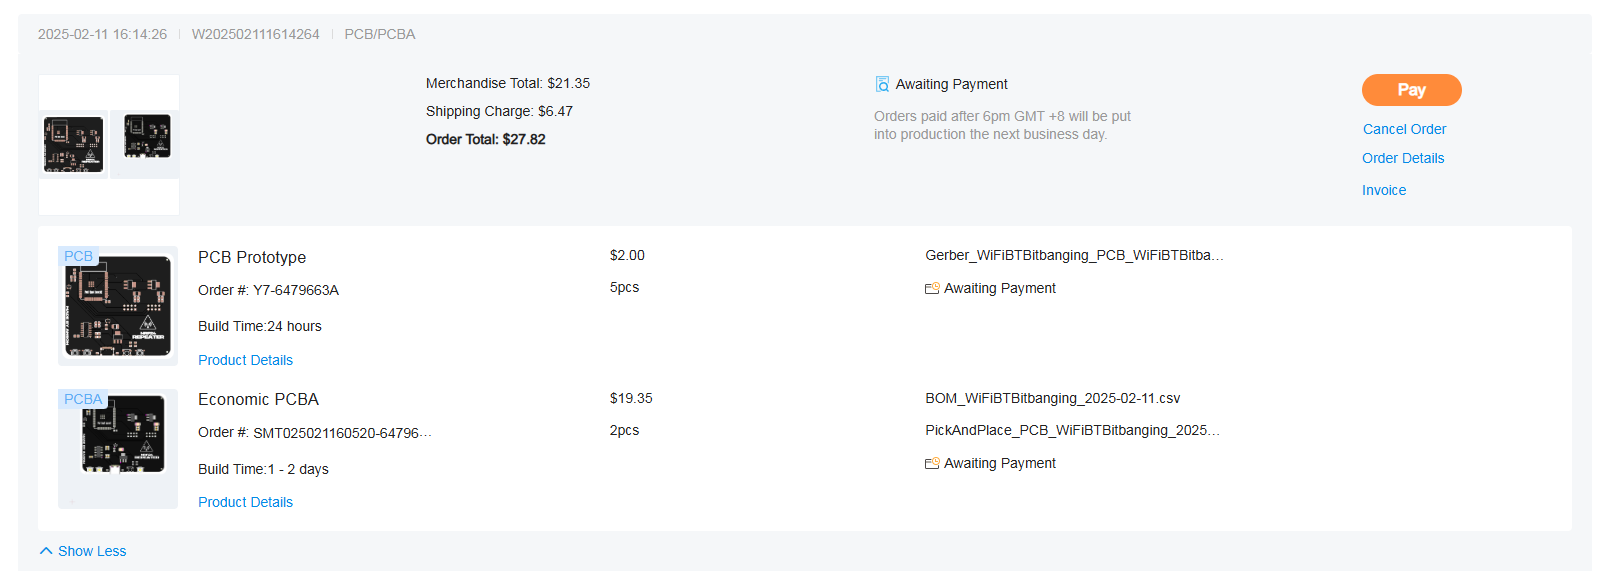 2025-02-11 16:14:26 | W202502111614264 | PCB/PCBA
Merchandise Total: $21.35
Shipping Charge: $6.47
Order Total: $27.82
Awaiting Payment
Orders paid after 6pm GMT +8 will be put
into production the next business day.
Pay
Cancel Order
Order Details
Invoice
PCB
PCB Prototype
Order #: Y7-6479663A
Build Time:24 hours
Product Details
$2.00
5pcs
Gerber_WiFiBTBitbanging_PCB_WiFiBTBitba...
Awaiting Payment
REPEATER
PCBA
Economic PCBA
Order #: SMT025021160520-64796...
Build Time:1 - 2 days
Product Details
$19.35
2pcs
BOM_WiFiBTBitbanging_2025-02-11.csv
PickAndPlace_PCB_WiFiBTBitbanging_2025...
Awaiting Payment
Show Less